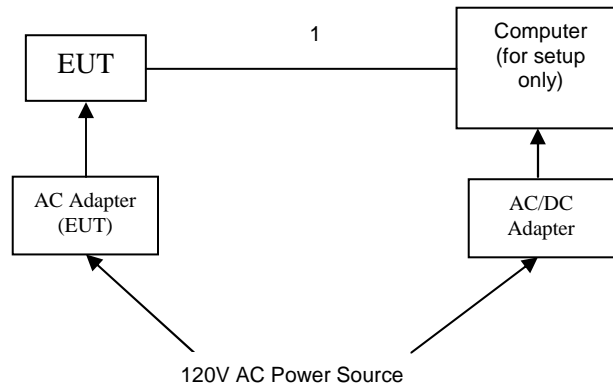 1
EUT
Computer
(for setup
only)
AC Adapter
(EUT)
AC/DC
Adapter
120V AC Power Source